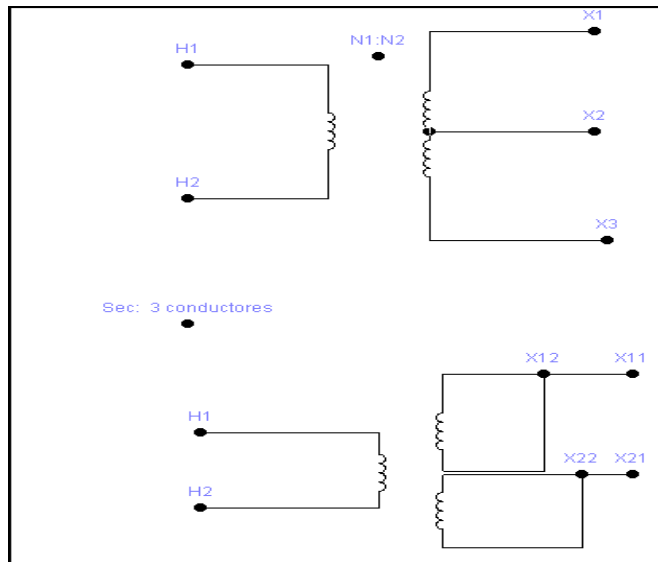 X1
H1
N1:N2
X2
H2
X3
Sec: 3 conductores
X12
X11
H1
X22
X21
H2